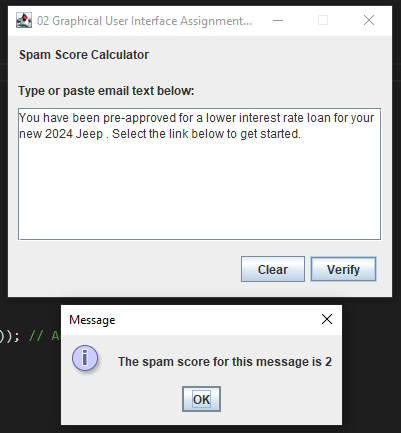 02 Graphical User Interface Assignment...
Spam Score Calculator
Type or paste email text below:
You have been pre-approved for a lower interest rate loan for your
new 2024 Jeep . Select the link below to get started.
Clear
Verify
)); // A
Message
The spam score for this message is 2
OK